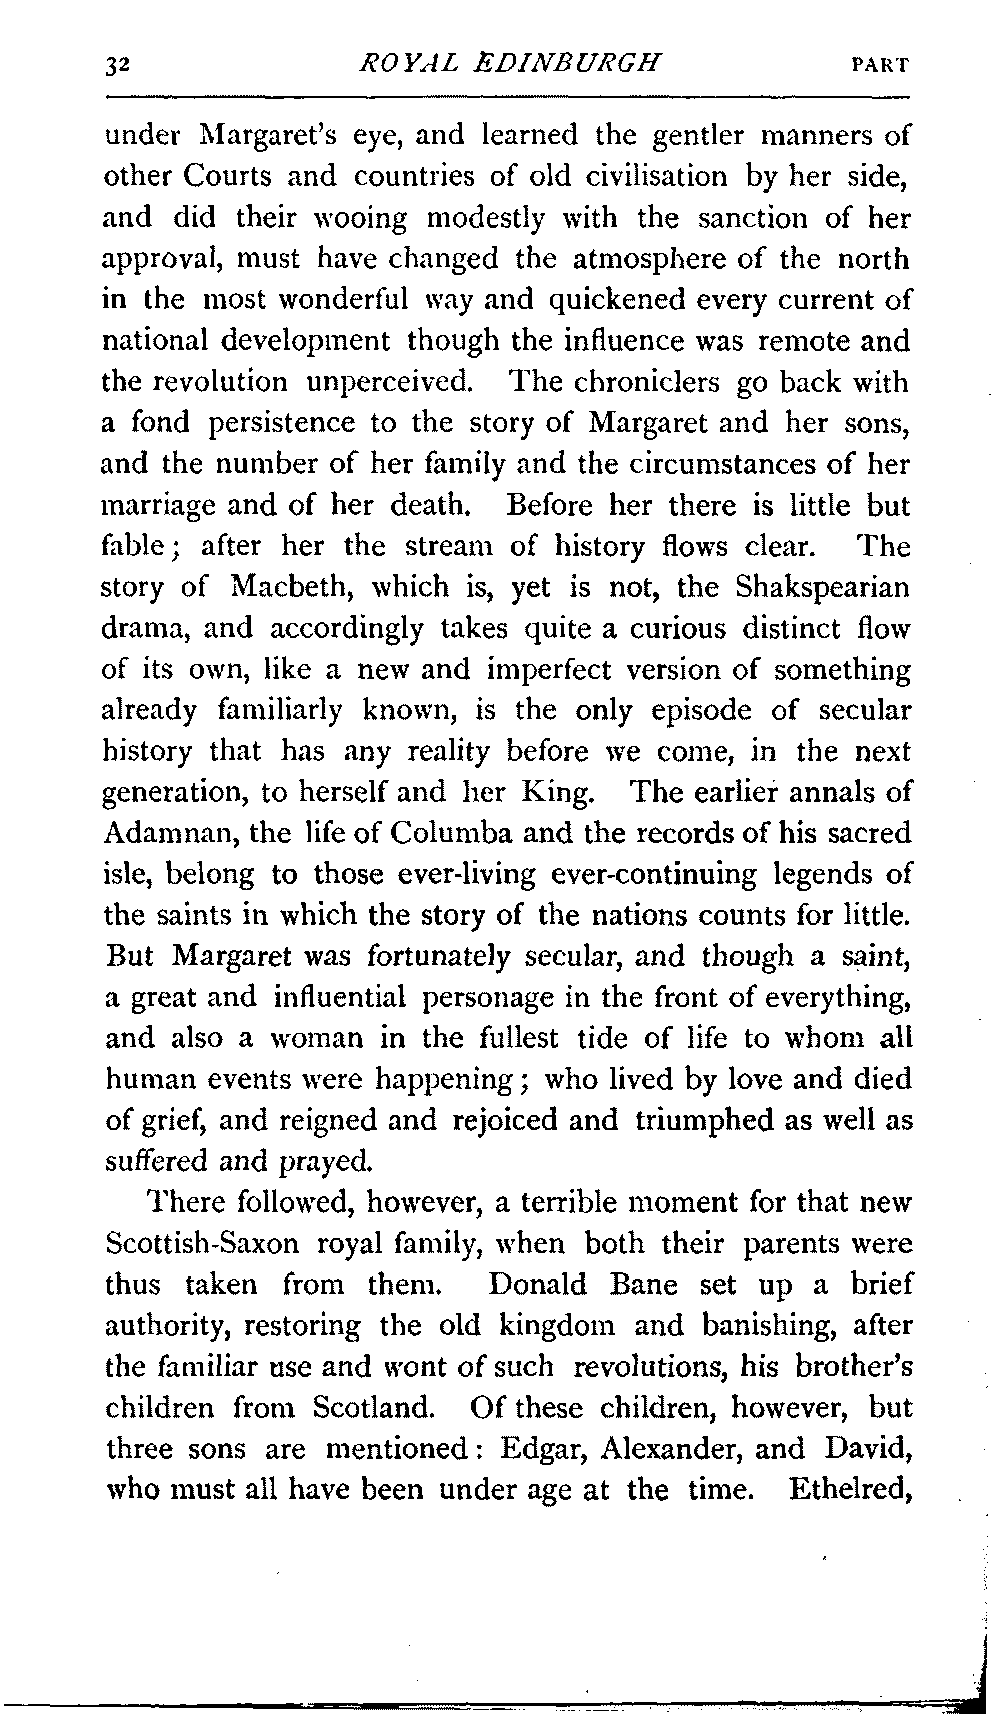 32 ROYAL EDINBURGH PART
under Margaret's eye, and learned the gentler manners of
other Courts and countries of old civilisation by her side,
and did their wooing modestly with the sanction of her
approval, must have changed the atmosphere of the north
in the most wonderful way and quickened every current of
national development though the influence was remote and
the revolution unperceived. The chroniclers go back with
a fond persistence to the story of Margaret and her sons,
and the number of her family and the circumstances of her
marriage and of her death. Before her there is little but
fable; after her the stream of history flows clear. The
story of Macbeth, which is, yet is not, the Shakspearian
drama, and accordingly takes quite a curious distinct flow
of its own, like a new and imperfect version of something
already familiarly known, is the only episode of secular
history that has any reality before we come, in the next
generation, to herself and her King. The earlier annals of
Adamnan, the life of Columba and the records of his sacred
isle, belong to those ever-living ever-continuing legends of
the saints in which the story of the nations counts for little.
But Margaret was fortunately secular, and though a saint,
a great and influential personage in the front of everything,
and also a woman in the fullest tide of life to whom all
human events were happening; who lived by love and died
of grief, and reigned and rejoiced and triumphed as well as
suffered and prayed.
There followed, however, a terrible moment for that new
Scottish-Saxon royal family, when both their parents were
thus taken from them. Donald Bane set up a brief
authority, restoring the old kingdom and banishing, after
the familiar use and wont of such revolutions, his brother's
children from Scotland. Of these children, however, but
three sons are mentioned: Edgar, Alexander, and David,
who must all have been under age at the time. Ethelred,